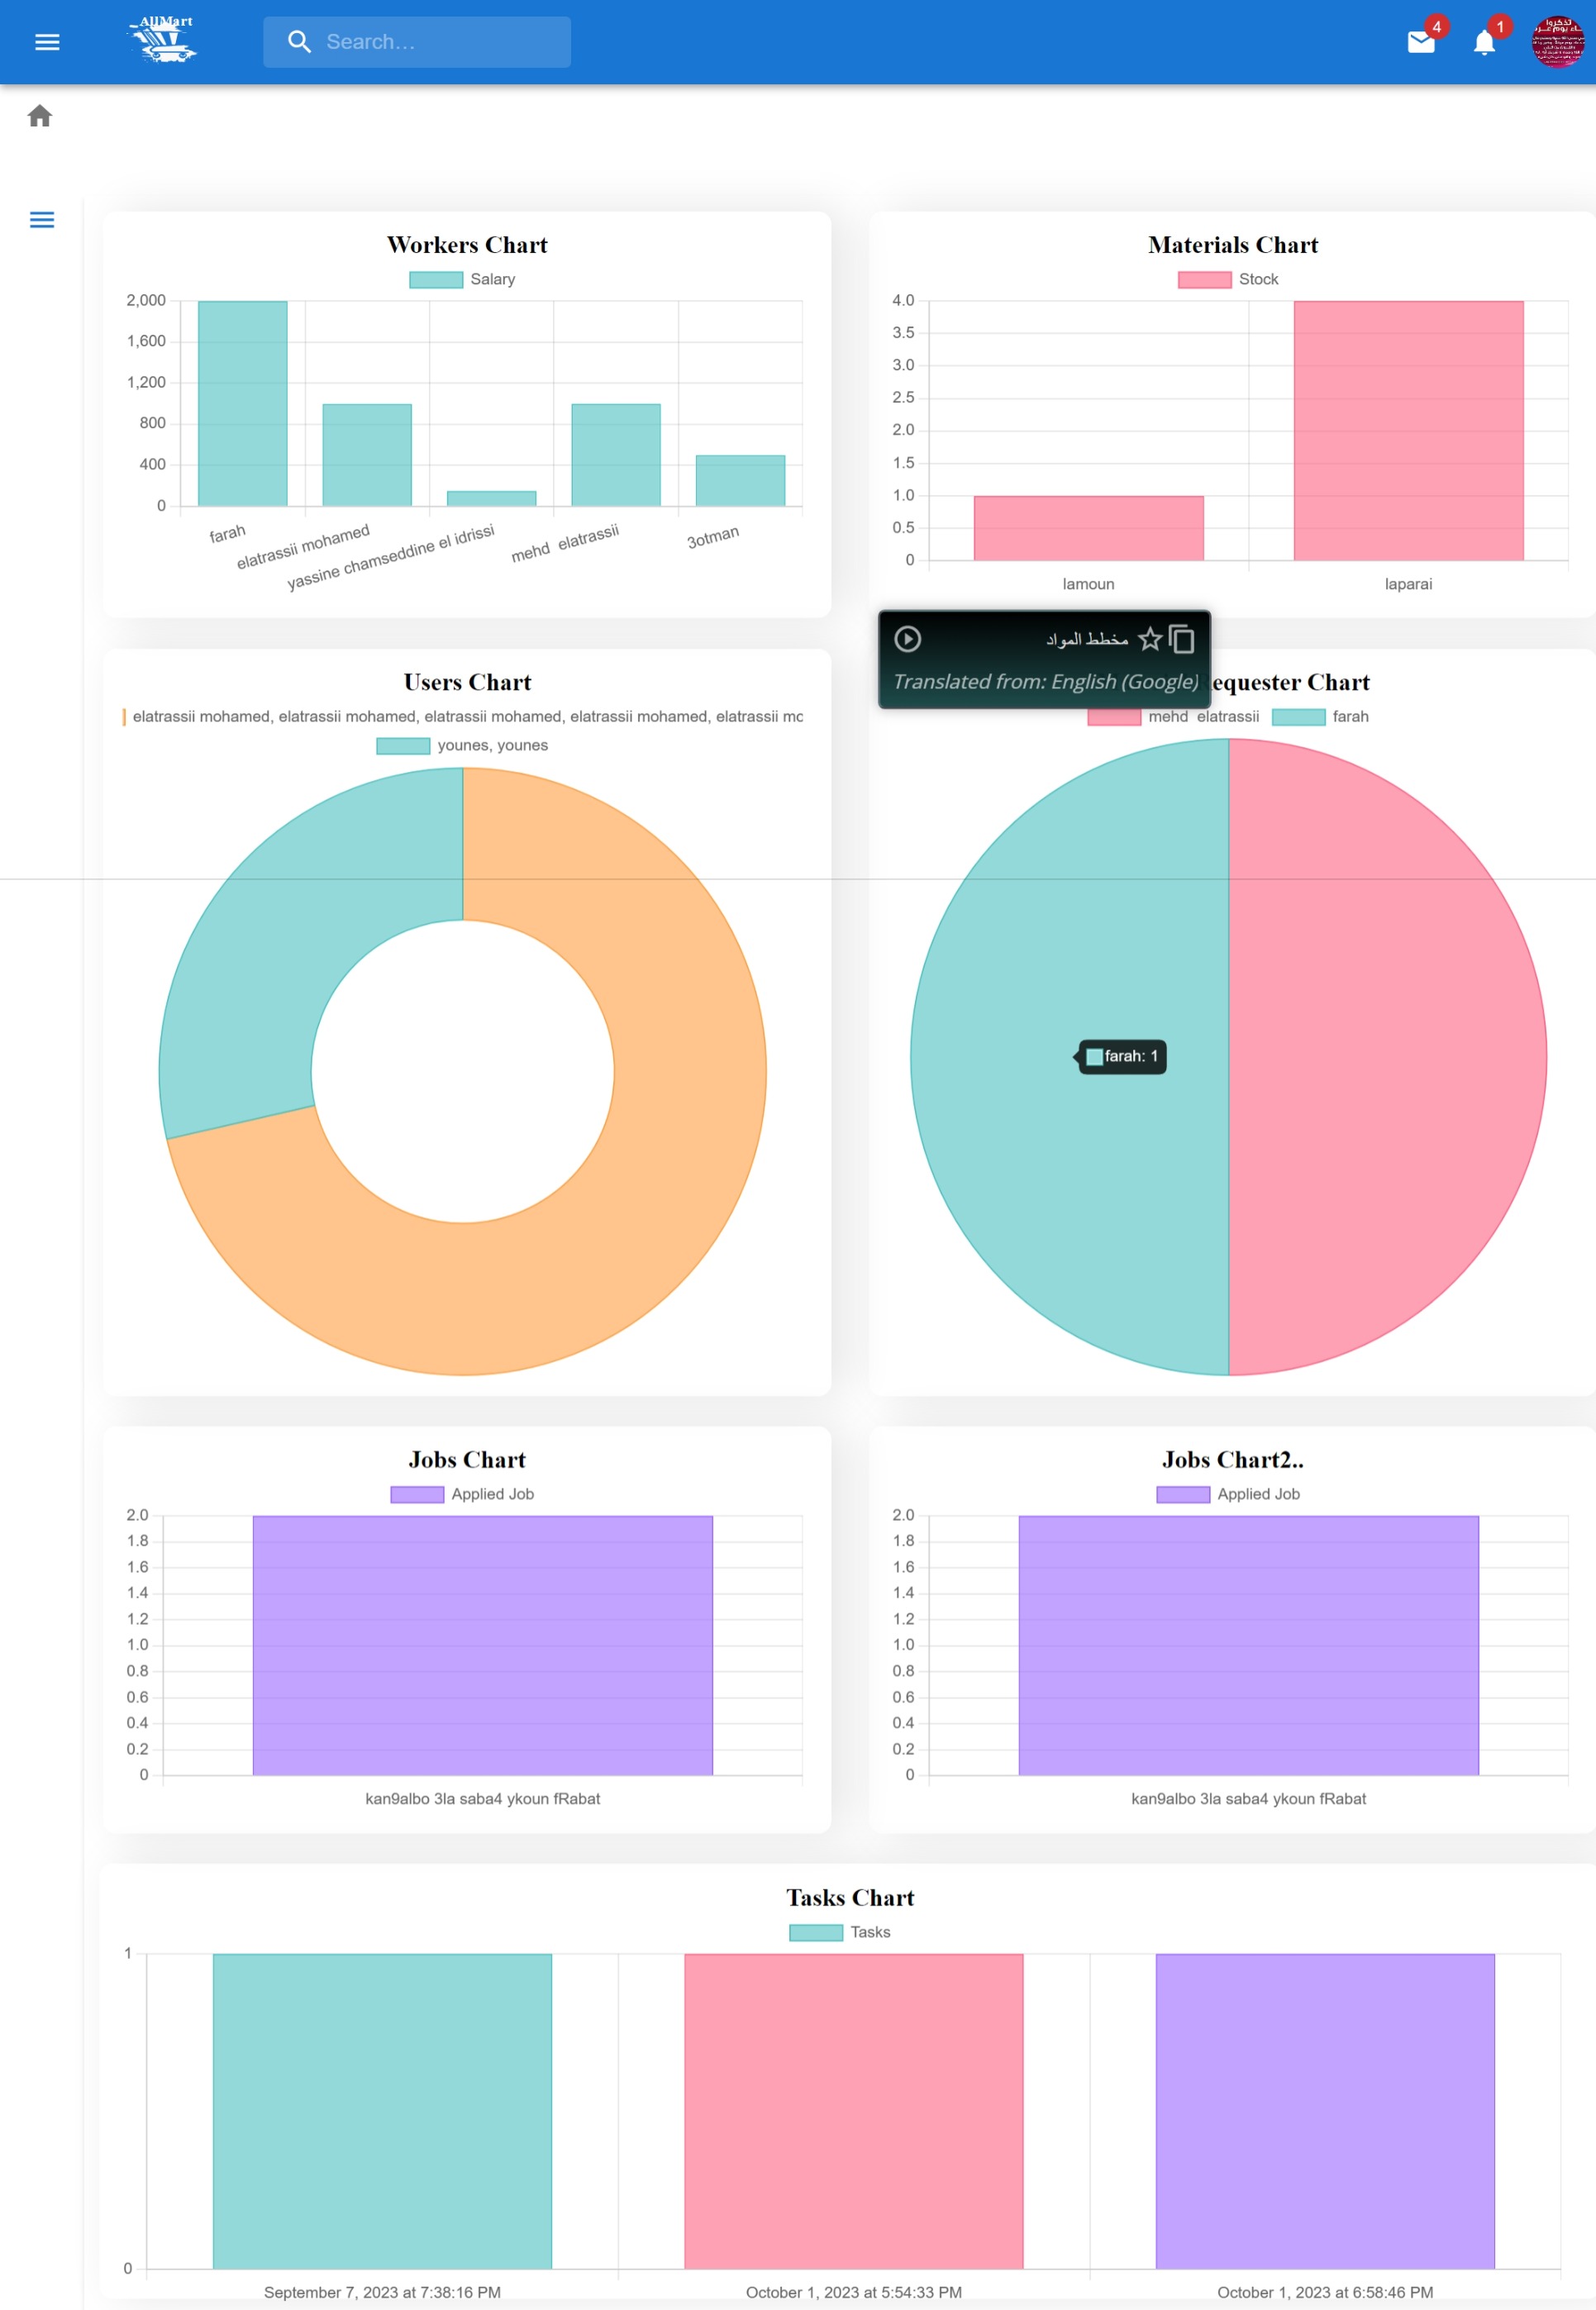 AllMart
Search...
4
1
Workers Chart
Salary
2,000
1,600
1,200
800
400
0
farah
elatrassii mohamed
yassine chamseddine el idrissi
mehd elatrassii
3otman
Materials Chart
Stock
4.0
3.5
3.0
2.5
2.0
1.5
1.0
0.5
0
lamoun
laparai
مخطط المواد
Translated from: English (Google)
Users Chart
elatrassii mohamed, elatrassii mohamed, elatrassii mohamed, elatrassii mohamed, elatrassii mc
younes, younes
equester Chart
mehd elatrassii
farah
farah: 1
Jobs Chart
Applied Job
2.0
1.8
1.6
1.4
1.2
1.0
0.8
0.6
0.4
0.2
0
kan9albo 3la saba4 ykoun fRabat
Jobs Chart2..
Applied Job
2.0
1.8
1.6
1.4
1.2
1.0
0.8
0.6
0.4
0.2
0
kan9albo 3la saba4 ykoun fRabat
Tasks Chart
Tasks
1
0
September 7, 2023 at 7:38:16 PM
October 1, 2023 at 5:54:33 PM
October 1, 2023 at 6:58:46 PM